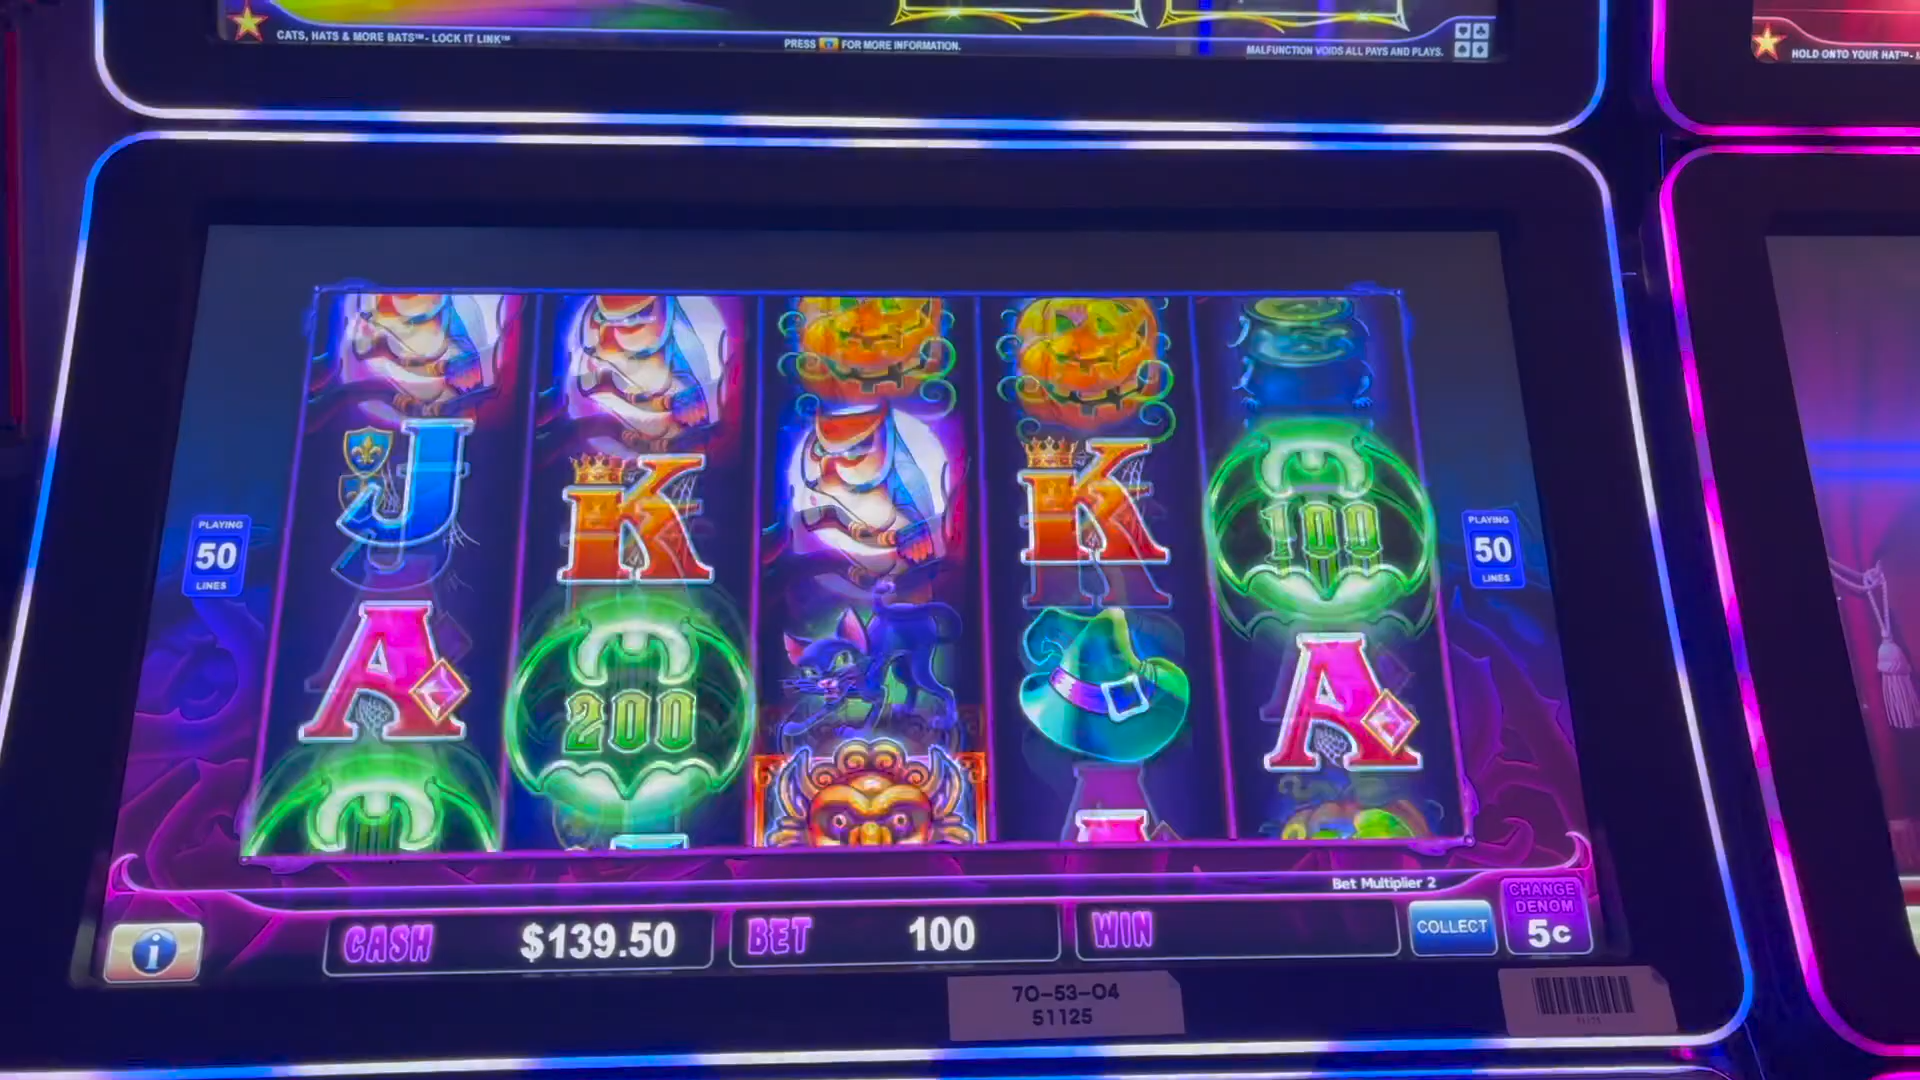 CATS, HATS & MORE BATS™ - LOCK IT LINK™
PRESS i FOR MORE INFORMATION.
MALFUNCTION VOIDS ALL PAYS AND PLAYS.
HOLD ONTO YOUR HAT™ -
PLAYING
50
LINES
J
K
K
100
PLAYING
50
LINES
A
200
A
Bet Multiplier 2
i
CASH $139.50
BET 100
WIN
COLLECT
CHANGE
DENOM
5¢
70-53-04
51125